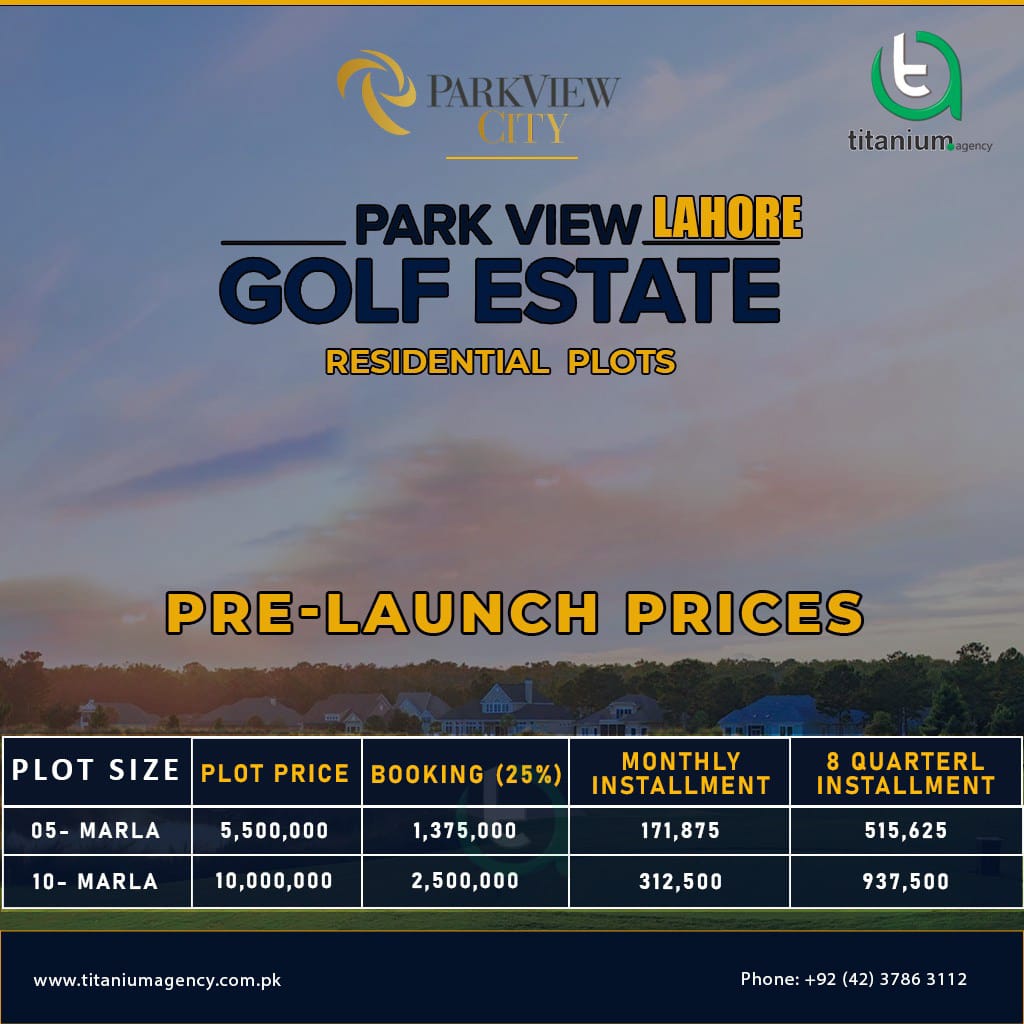 PARKVIEW
CITY
titanium.agency
PARK VIEW LAHORE
GOLF ESTATE
RESIDENTIAL PLOTS
PRE-LAUNCH PRICES
PLOT SIZE PLOT PRICE BOOKING (25%) MONTHLY INSTALLMENT 8 QUARTERL INSTALLMENT
05- MARLA 5,500,000 1,375,000 171,875 515,625
10- MARLA 10,000,000 2,500,000 312,500 937,500
www.titaniumagency.com.pk Phone: +92 (42) 3786 3112